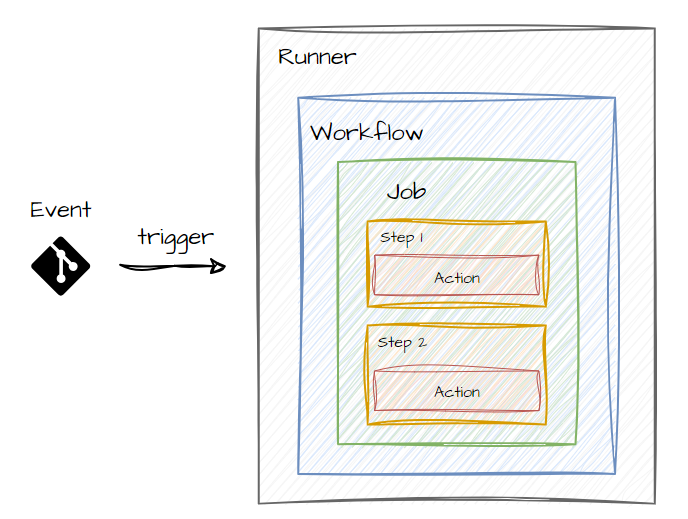 Runner
Workflow
Job
Event
trigger
Step 1
Action
Step 2
Action